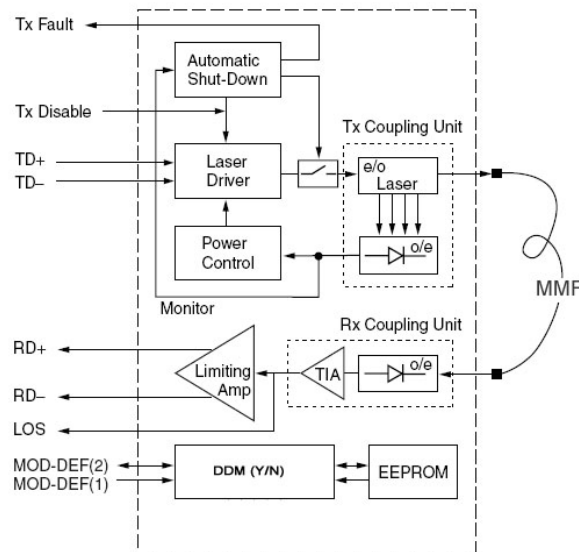 Tx Fault
Automatic
Shut-Down
Tx Disable
Tx Coupling Unit
TD+
TD–
Laser
Driver
e/o
Laser
Power
Control
o/e
Monitor
MMF
Rx Coupling Unit
RD+
RD–
LOS
Limiting
Amp
TIA
o/e
MOD-DEF(2)
MOD-DEF(1)
DDM (Y/N)
EEPROM